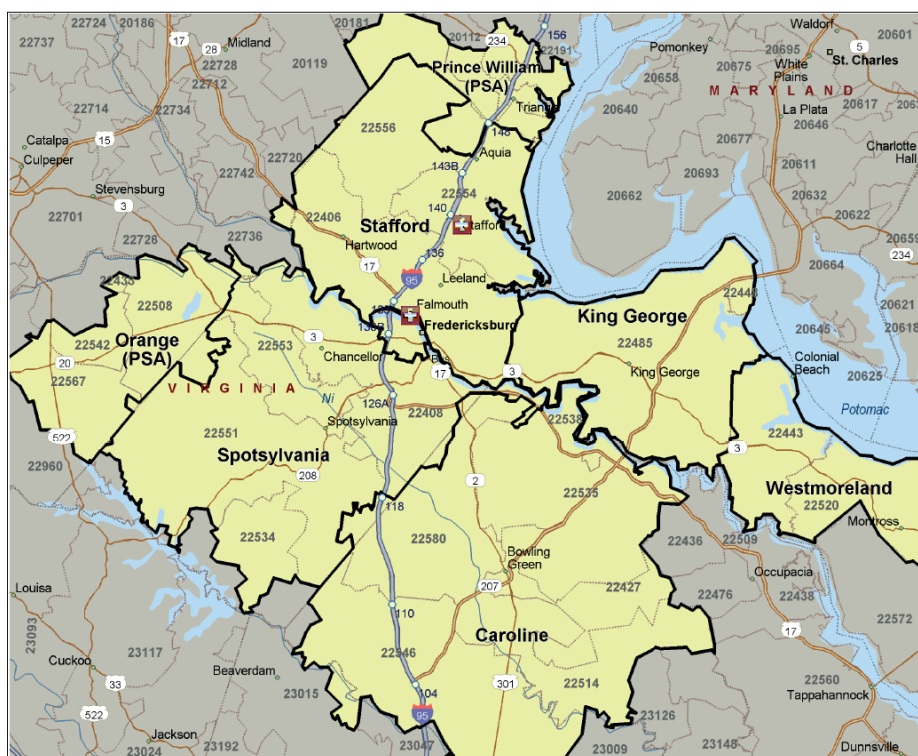 22724
20186
20181
156
Waldorf
20601
22737
17
Midland
234
20112
22191
Pomonkey
20695
5
28
22728
Prince William
(PSA)
20675
White
Plains
St. Charles
20119
20658
22712
MARYLAND
22714
22734
Triangle
20640
La Plata
20617
22556
148
20646
Catalpa
15
20677
Charlotte
Hall
Culpeper
22720
Aquia
143B
20611
22742
22554
20693
Stevensburg
20662
20632
3
22406
140
22701
Stafford
Stafford
20622
22726
22736
Hartwood
20659
136
234
17
95
20664
22433
Leeland
22448
20621
22508
Falmouth
King George
20645
20618
Fredericksburg
22542
Orange
(PSA)
3
22553
22485
20
Chancellor
Colonial
Beach
22567
17
3
King George
20625
VIRGINIA
Ni
126A
22408
Potomac
22538
Spotsylvania
522
22551
22443
3
22960
Spotsylvania
208
2
Westmoreland
22535
22520
118
Montross
22534
22580
22436
22509
Bowling
Green
Occupacia
Louisa
207
22427
22476
22438
110
22572
23093
Caroline
17
23117
22546
Cuckoo
22560
Beaverdam
301
22514
33
104
Tappahannock
23015
522
95
23126
Jackson
23024
23192
23047
23009
23148
Dunnsville